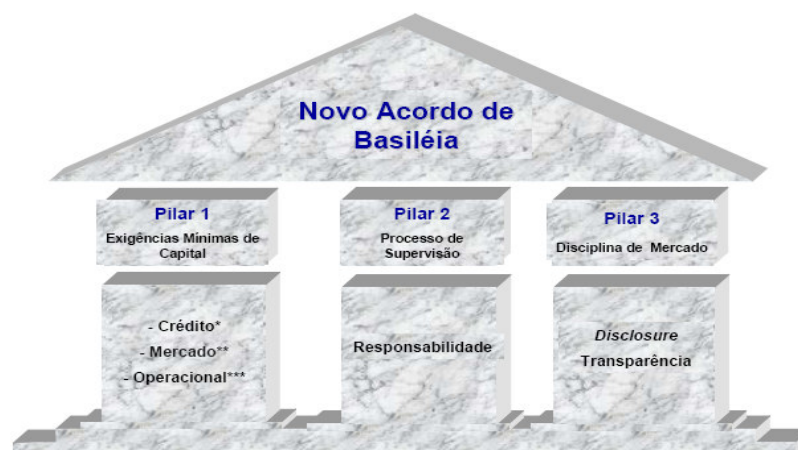 Novo Acordo de
Basiléia
Pilar 1
Exigências Mínimas de
Capital
Pilar 2
Processo de
Supervisão
Pilar 3
Disciplina de Mercado
- Crédito*
- Mercado**
- Operacional***
Responsabilidade
Disclosure
Transparência